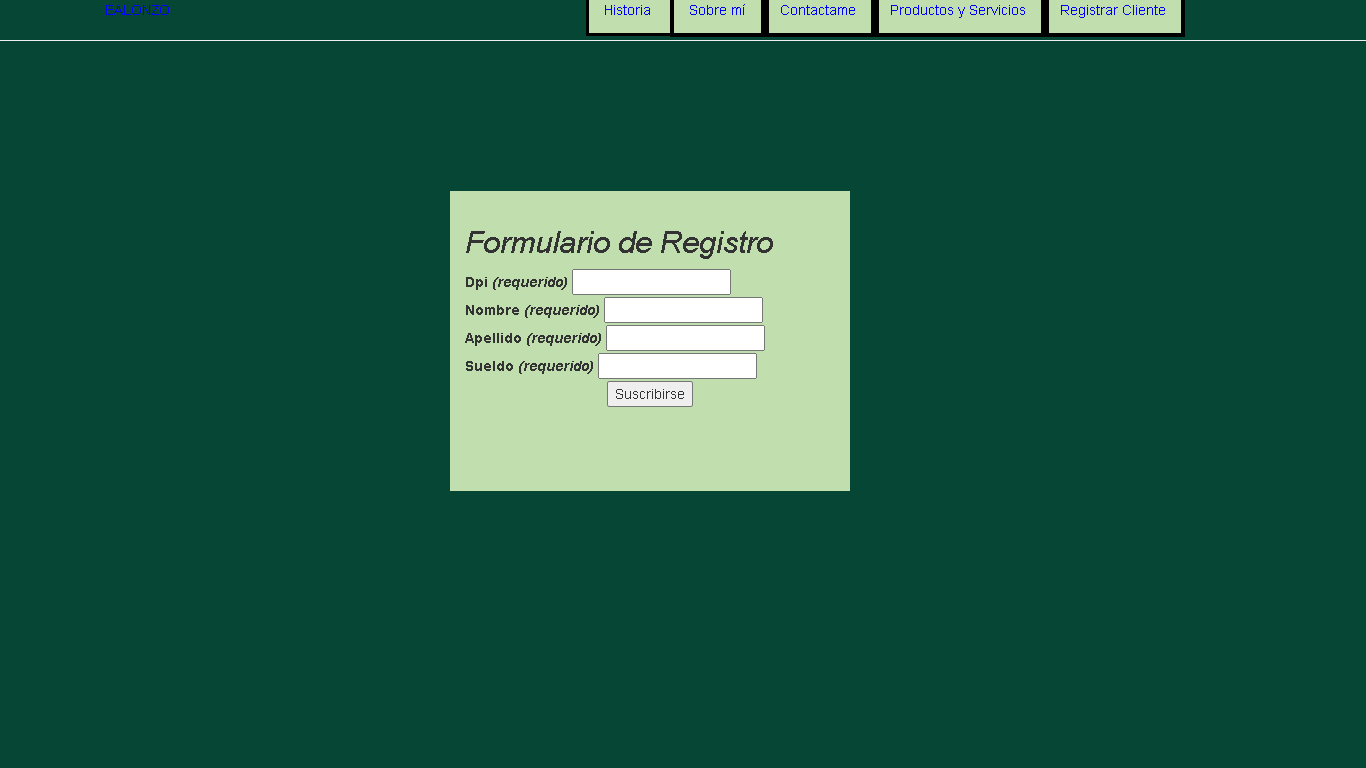 EALONZO Historia Sobre mí Contactame Productos y Servicios Registrar Cliente
Formulario de Registro
Dpi (requerido)
Nombre (requerido)
Apellido (requerido)
Sueldo (requerido)
Suscribirse